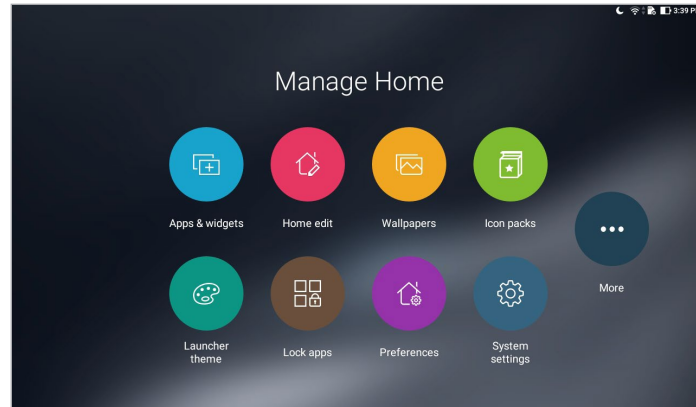 3:39 P
Manage Home
Apps & widgets
Home edit
Wallpapers
Icon packs
More
Launcher
theme
Lock apps
Preferences
System
settings